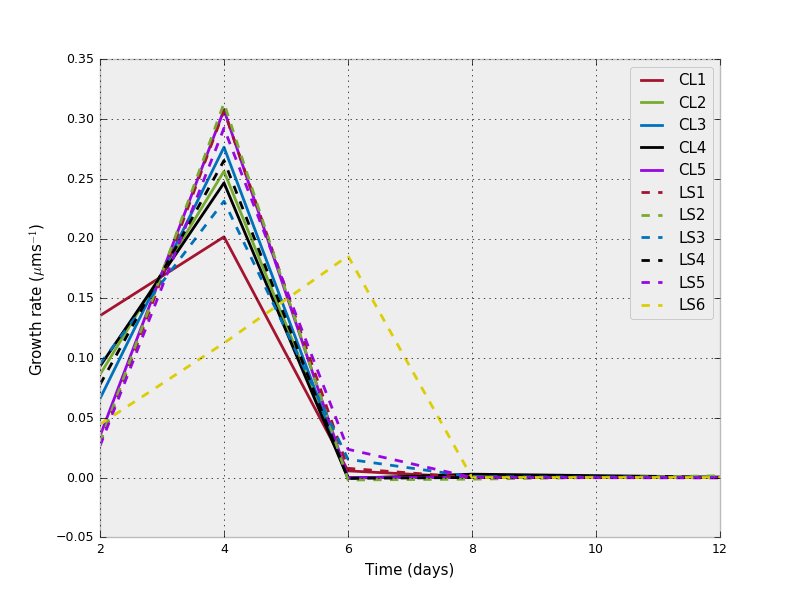 0.35
0.30
0.25
0.20
0.15
0.10
0.05
0.00
−0.05
2
4
6
8
10
12
Growth rate (μms⁻¹)
Time (days)
CL1
CL2
CL3
CL4
CL5
LS1
LS2
LS3
LS4
LS5
LS6